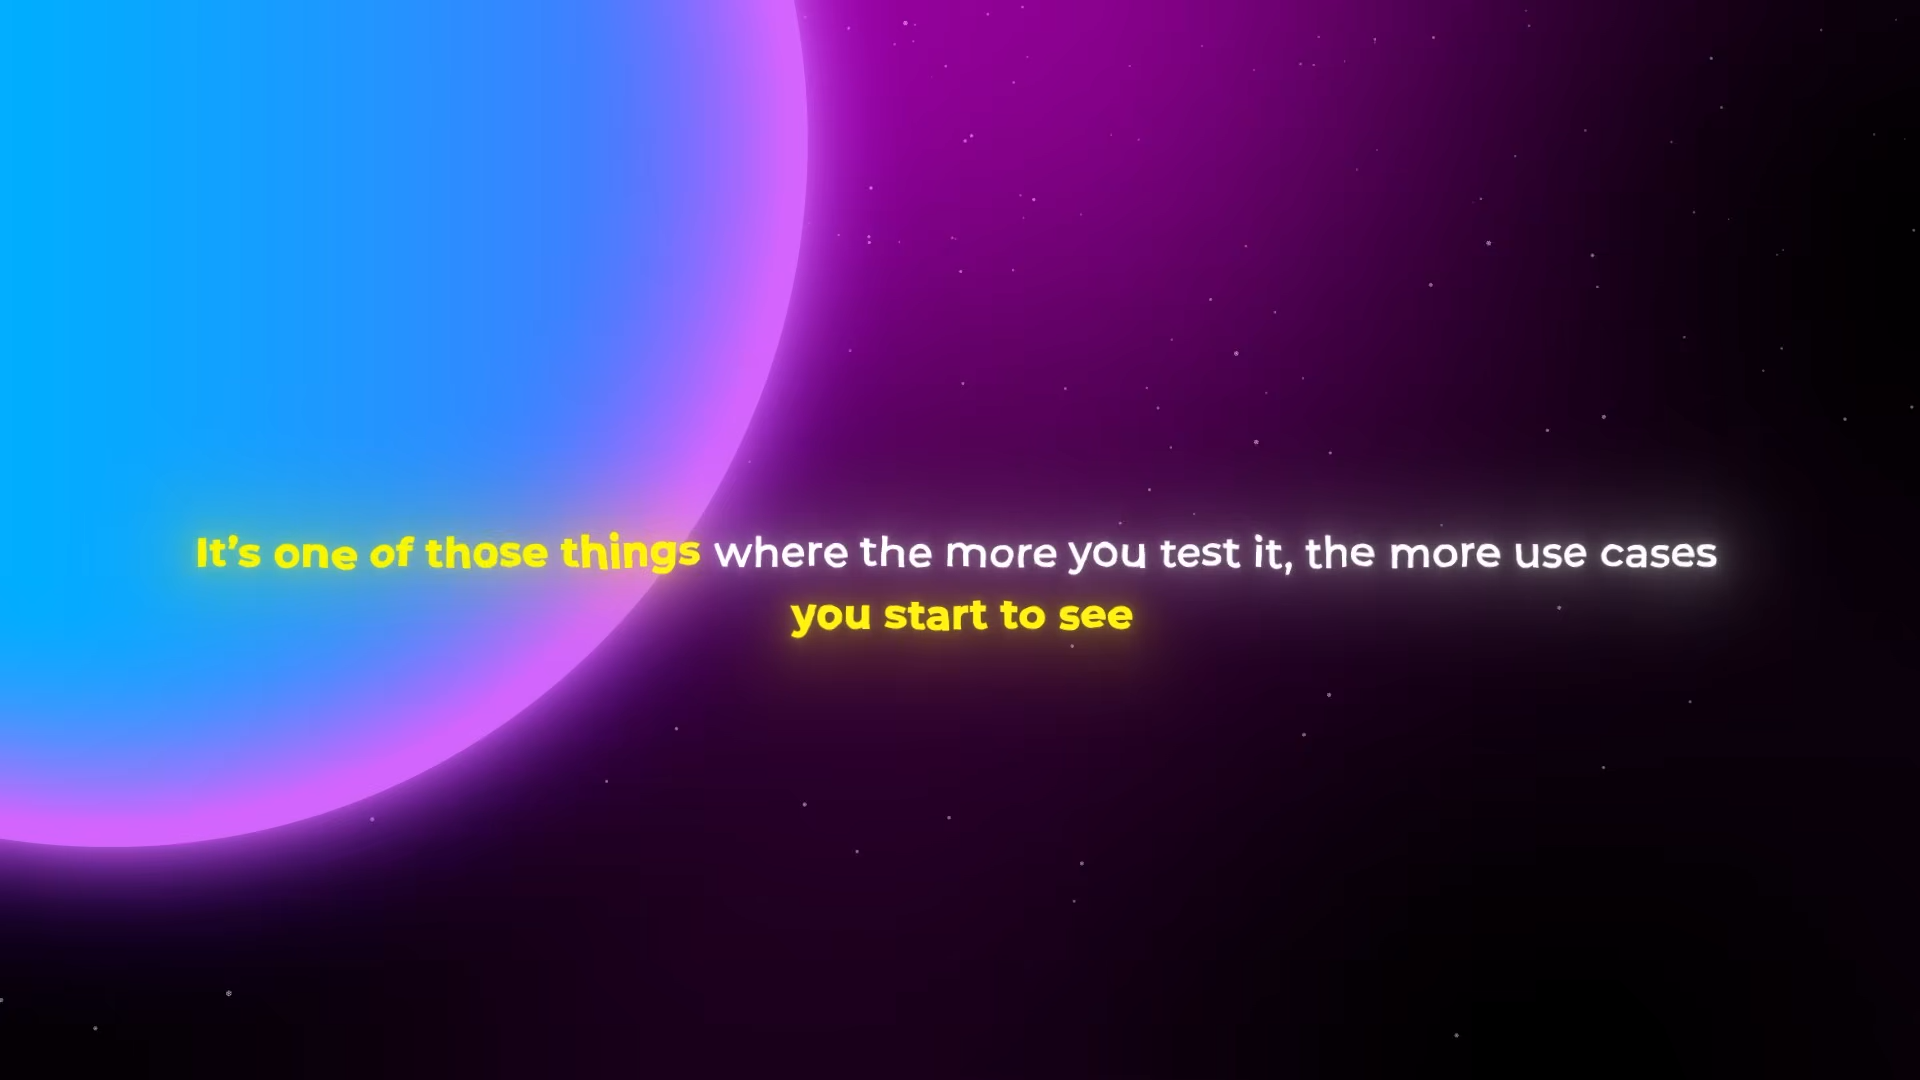 It’s one of those things where the more you test it, the more use cases
you start to see